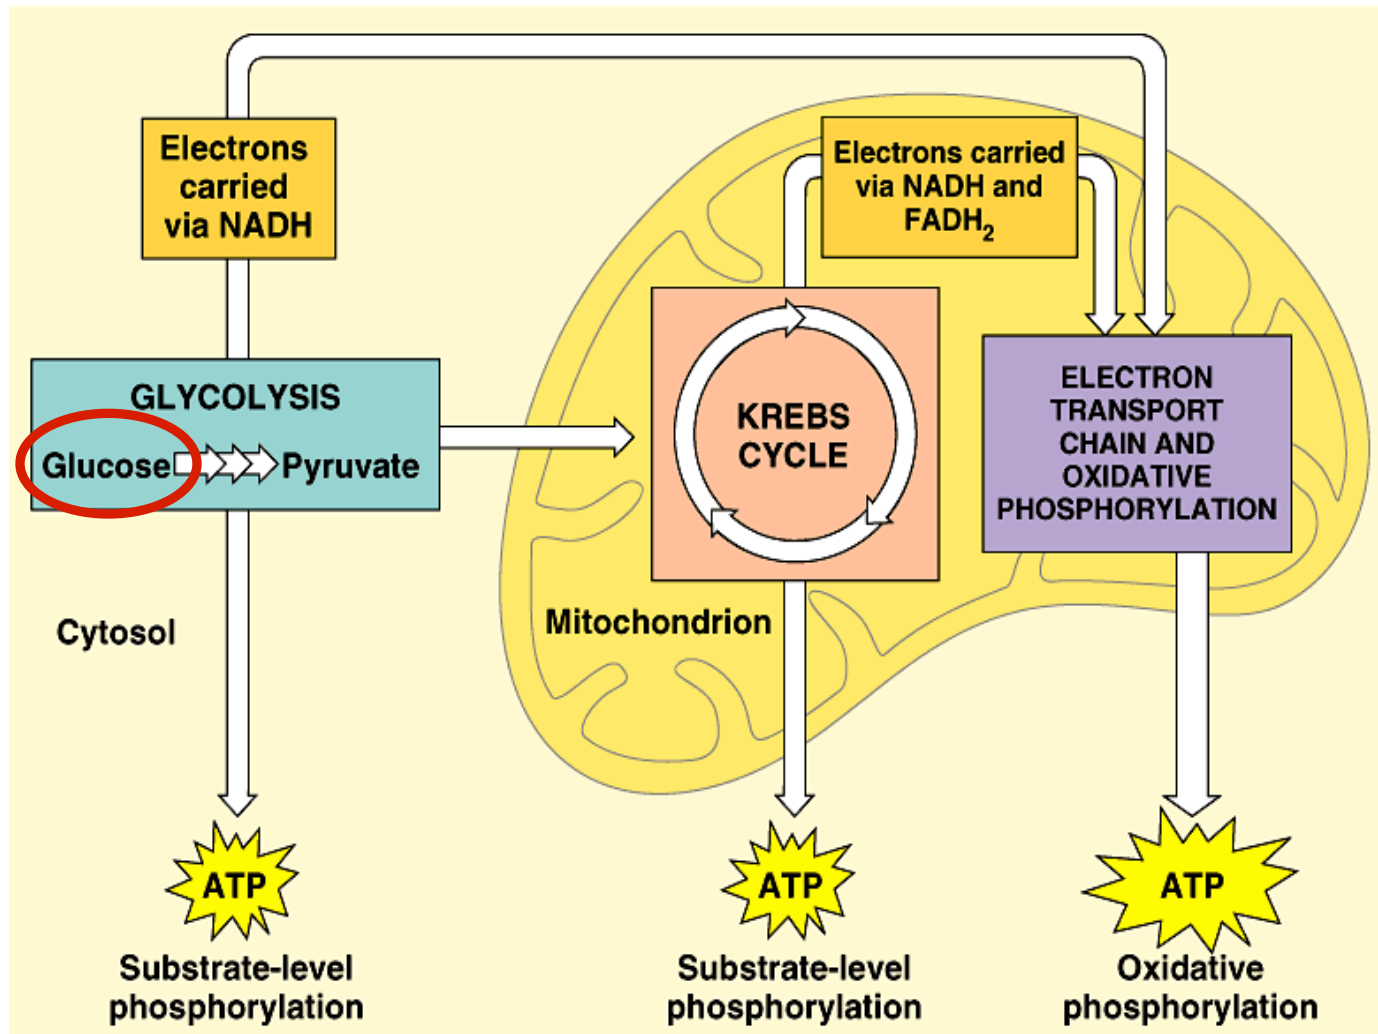 Electrons
carried
via NADH
Electrons carried
via NADH and
FADH2
GLYCOLYSIS
Glucose Pyruvate
KREBS
CYCLE
ELECTRON
TRANSPORT
CHAIN AND
OXIDATIVE
PHOSPHORYLATION
Cytosol
Mitochondrion
ATP
ATP
ATP
Substrate-level
phosphorylation
Substrate-level
phosphorylation
Oxidative
phosphorylation